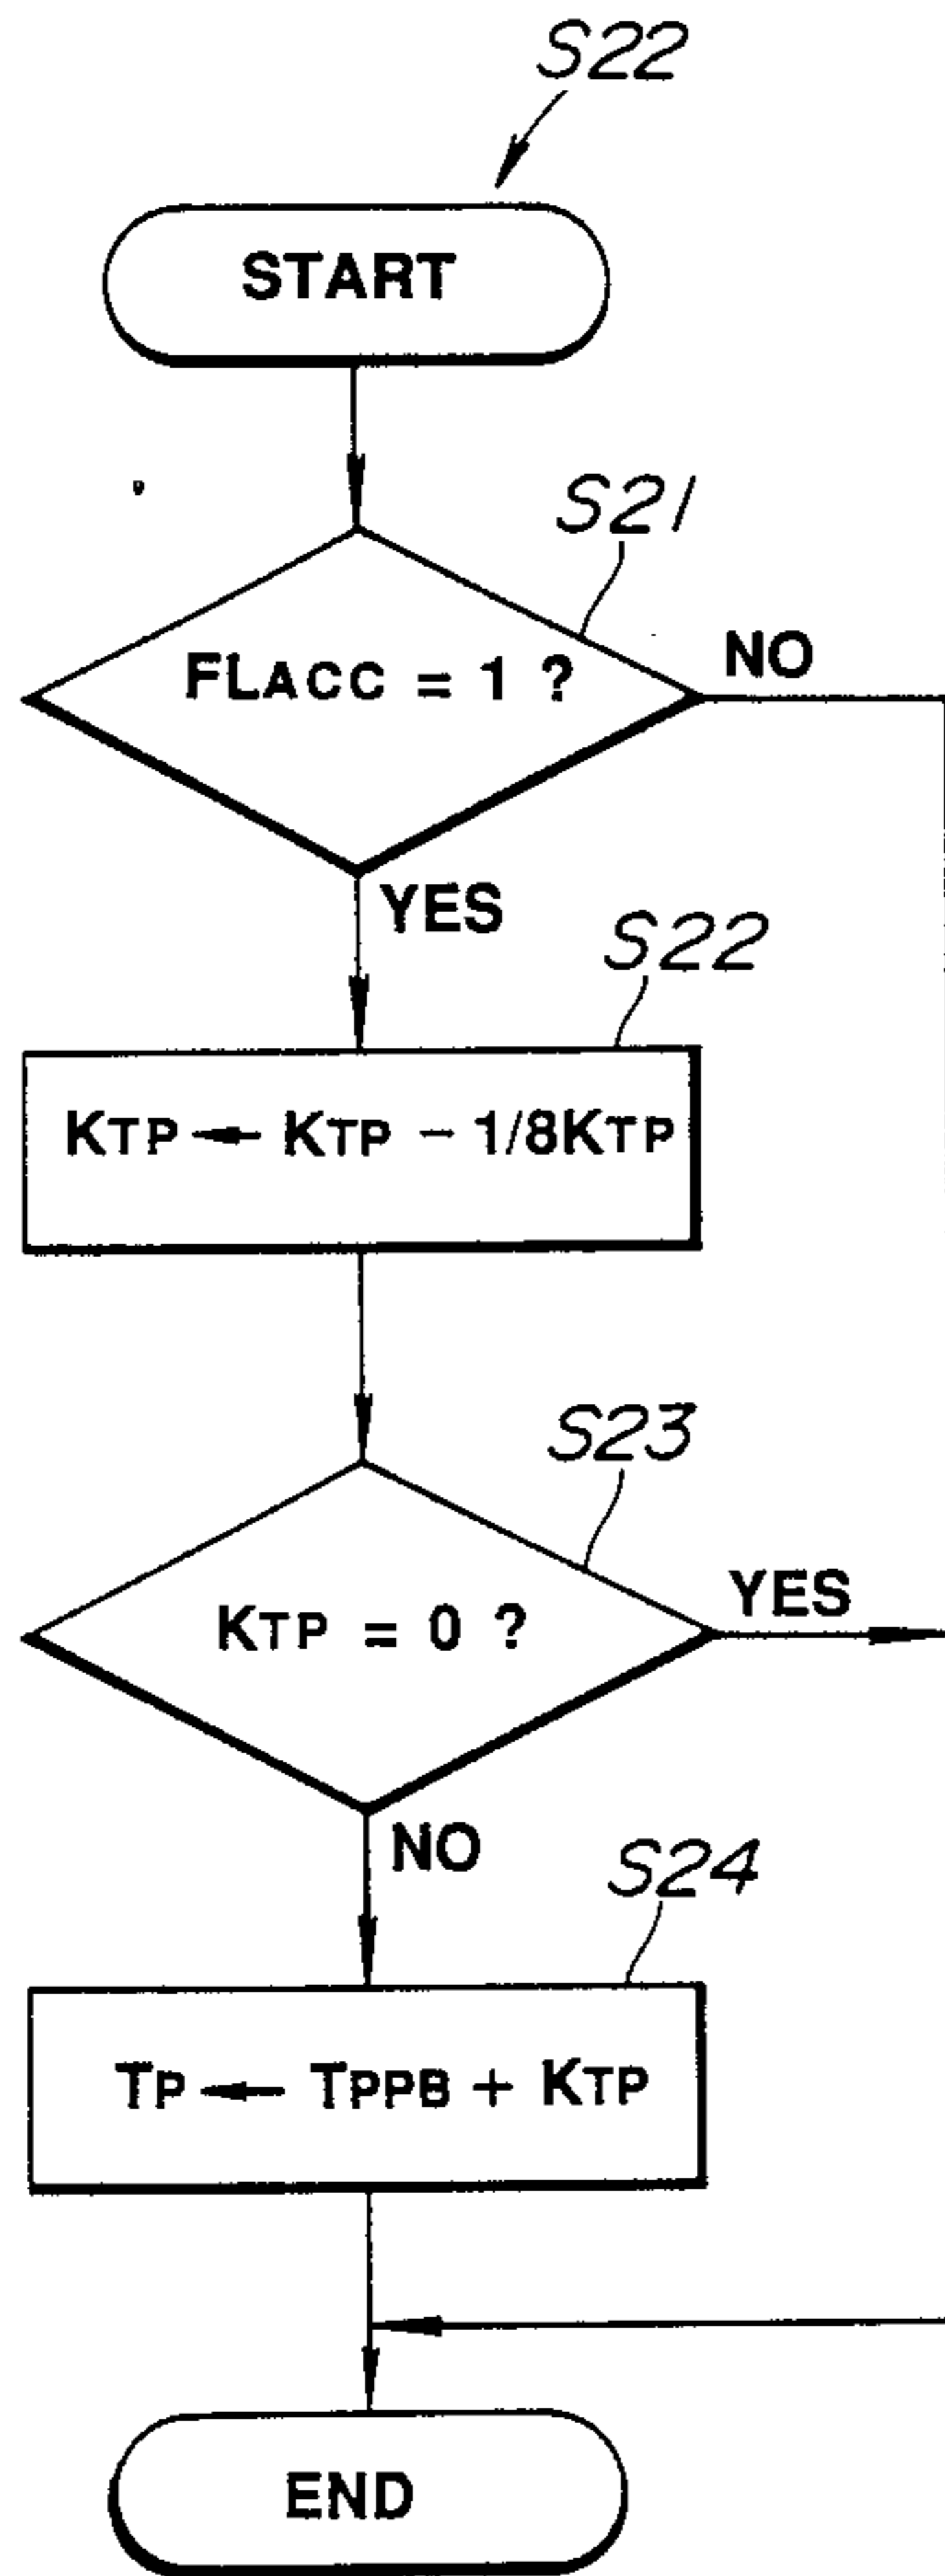 S22
START
S21
FLACC = 1 ?
NO
YES
S22
KTP ← KTP - 1/8KTP
S23
KTP = 0 ?
YES
NO
S24
TP ← TPPB + KTP
END